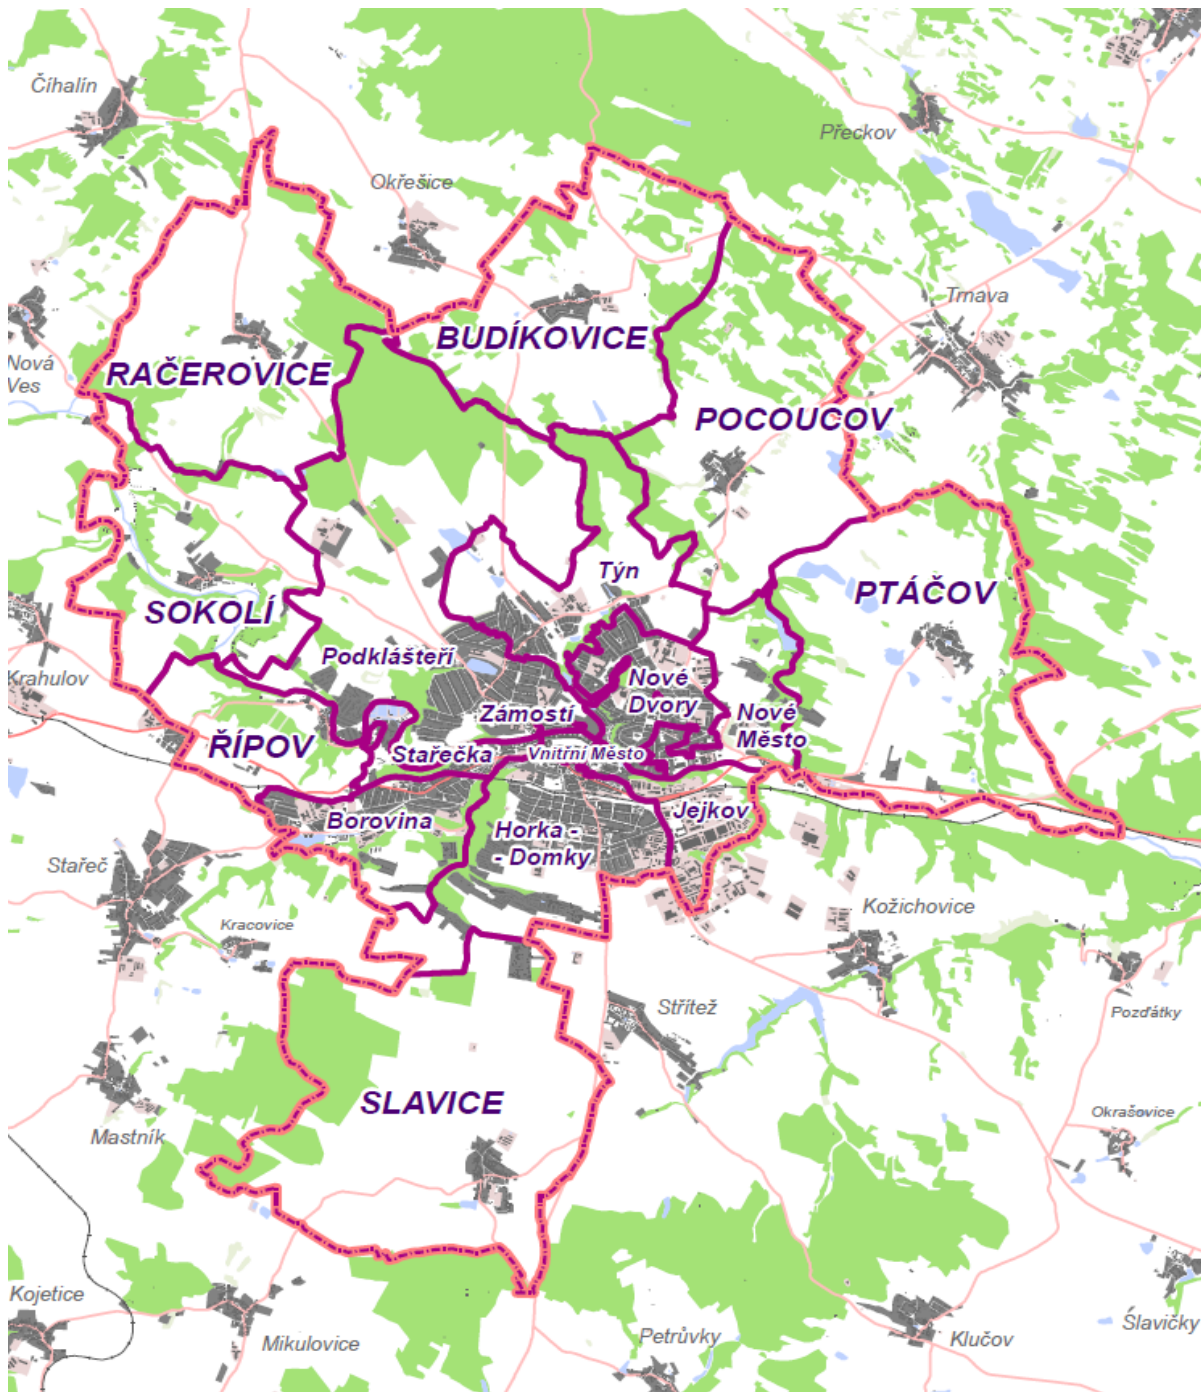 Číhalín
Přeckov
Okřešice
Trnava
BUDÍKOVICE
Nová
Ves
RAČEROVICE
POCOUCOV
Týn
PTÁČOV
SOKOLÍ
Podklášteří
Krahulov
Nové
Dvory
Zámostí
Nové
Město
ŘÍPOV
Stařečka
Vnitřní Město
Jejkov
Borovina
Horka -
- Domky
Stařeč
Kožichovice
Kracovice
Střítež
Pozďátky
SLAVICE
Okrašovice
Mastník
Kojetice
Mikulovice
Petrůvky
Klučov
Slavičky